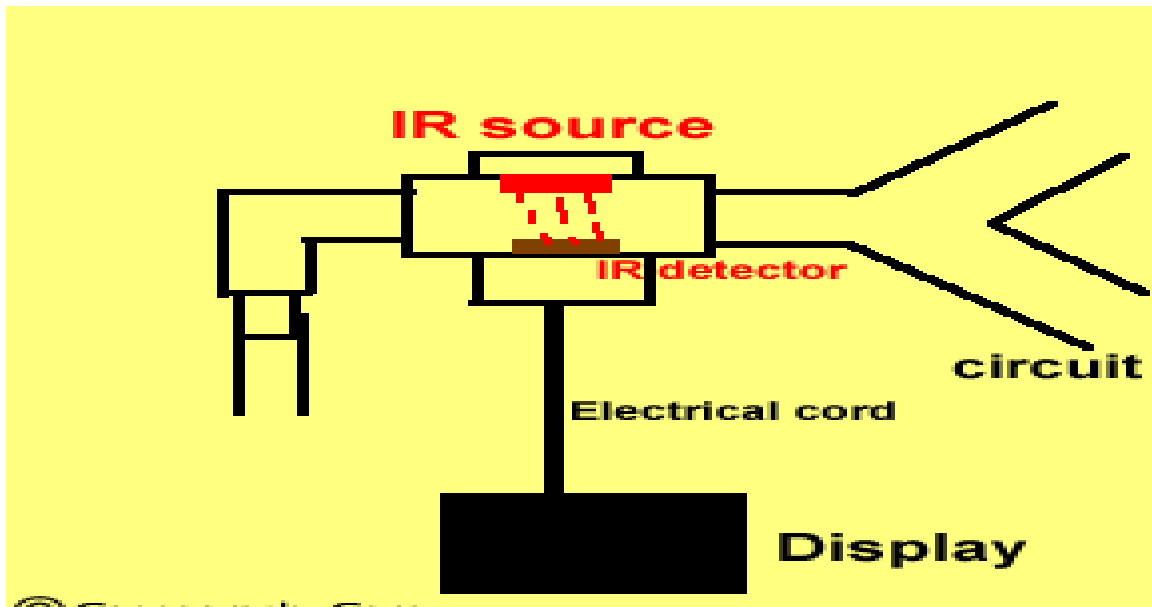 IR source
IR detector
circuit
Electrical cord
Display